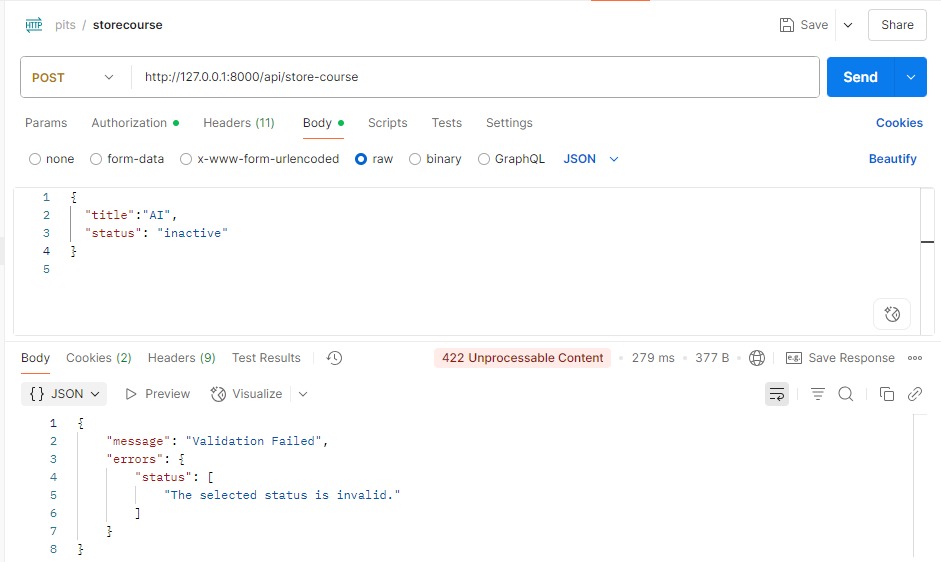 HTTP pits / storecourse Save Share
POST http://127.0.0.1:8000/api/store-course Send
Params Authorization Headers (11) Body Scripts Tests Settings Cookies
none form-data x-www-form-urlencoded raw binary GraphQL JSON Beautify
1 {
2 "title":"AI",
3 "status": "inactive"
4 }
5
Body Cookies (2) Headers (9) Test Results 422 Unprocessable Content 279 ms 377 B e.g. Save Response
{} JSON Preview Visualize
1 {
2 "message": "Validation Failed",
3 "errors": {
4 "status": [
5 "The selected status is invalid."
6 ]
7 }
8 }